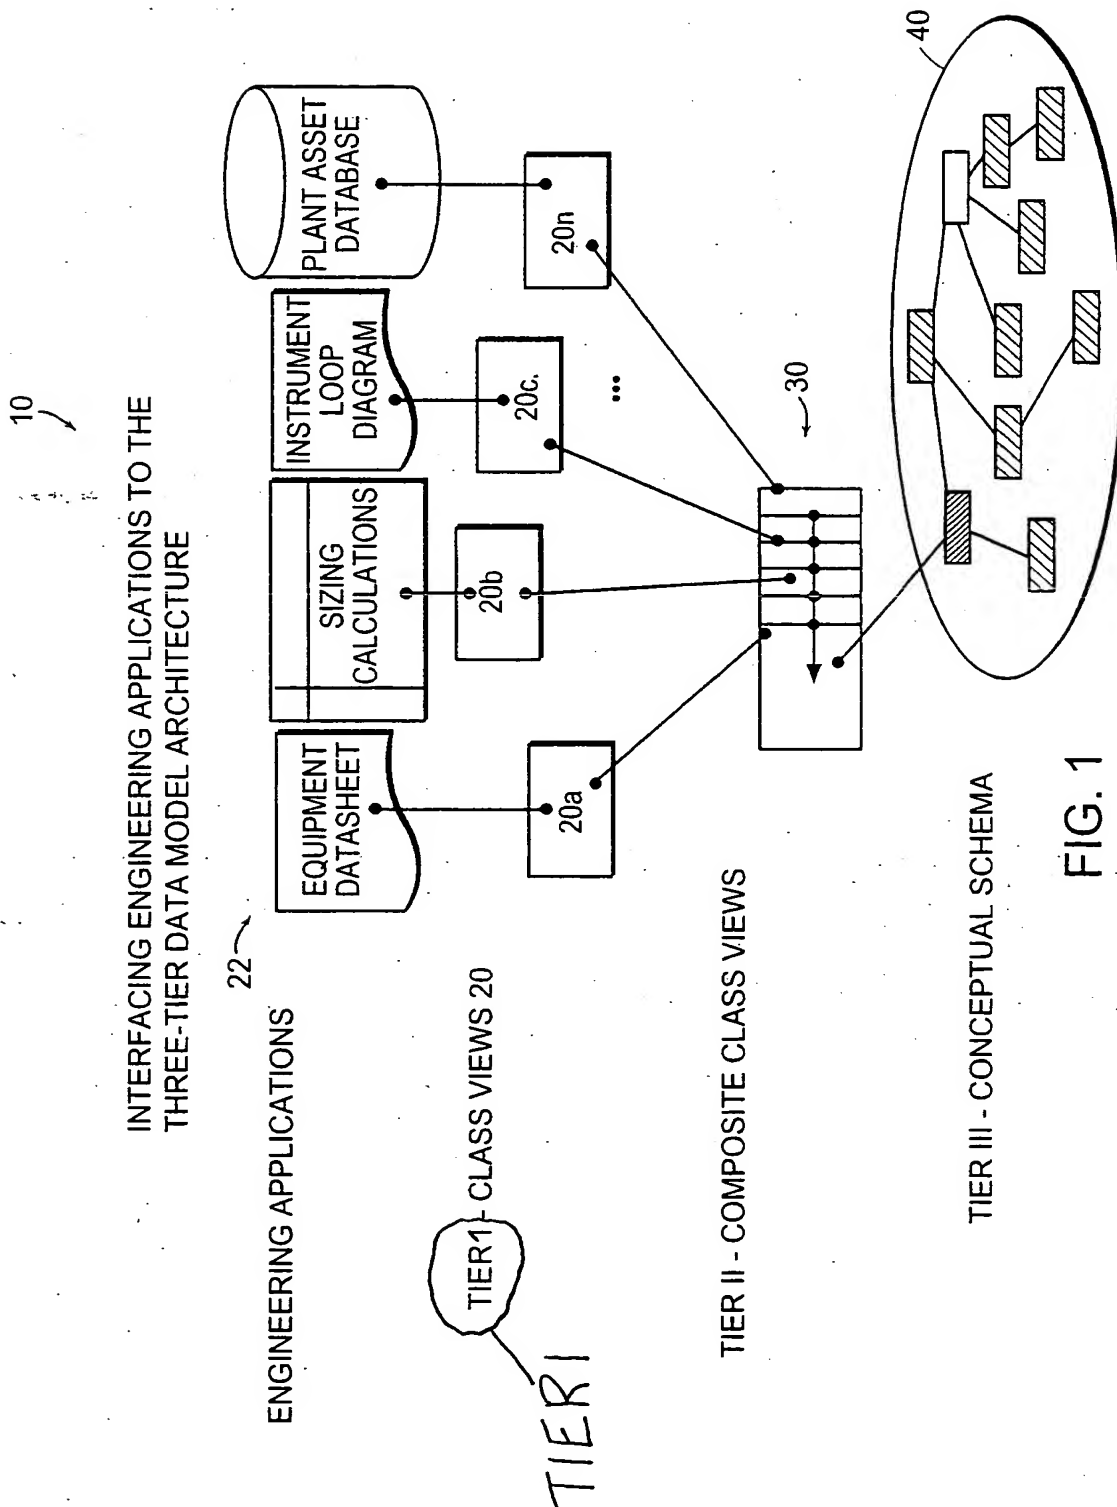 10
INTERFACING ENGINEERING APPLICATIONS TO THE
THREE-TIER DATA MODEL ARCHITECTURE
22
ENGINEERING APPLICATIONS
EQUIPMENT
DATASHEET
SIZING
CALCULATIONS
INSTRUMENT
LOOP
DIAGRAM
PLANT ASSET
DATABASE
TIER1 - CLASS VIEWS 20
TIER I
20a
20b
20c.
...
20n
TIER II - COMPOSITE CLASS VIEWS
30
TIER III - CONCEPTUAL SCHEMA
40
FIG. 1